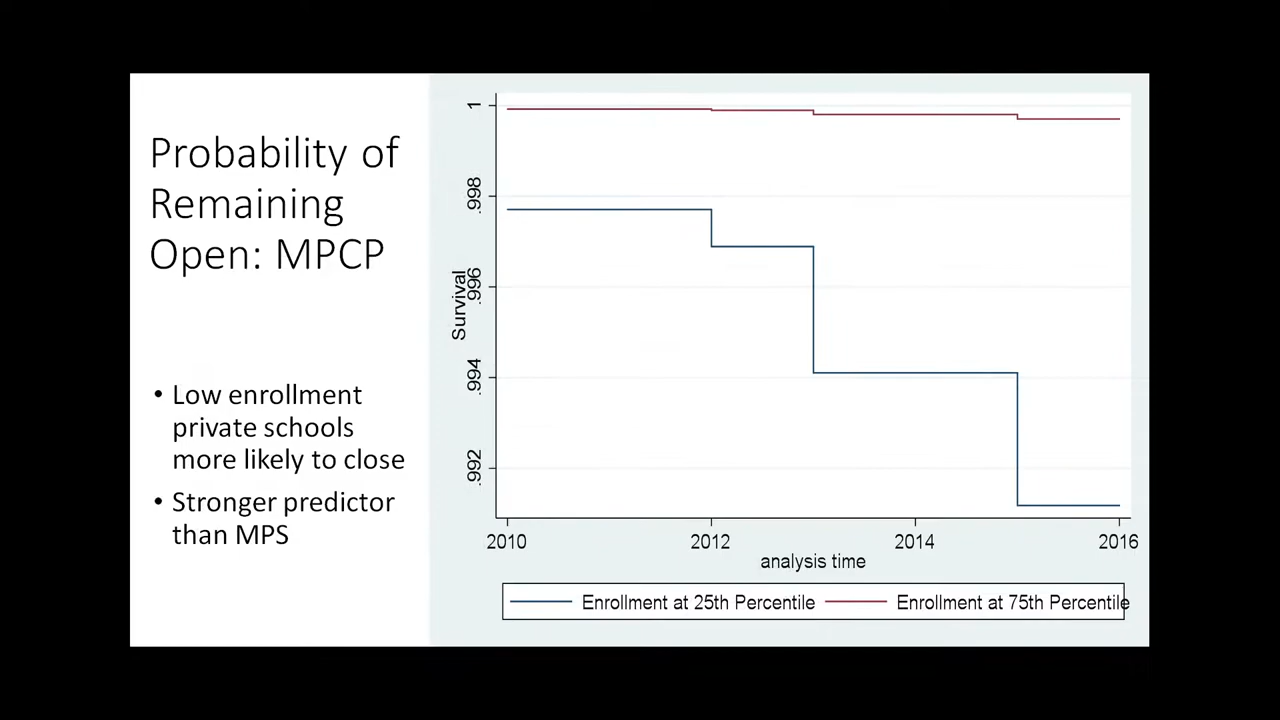 Probability of
Remaining
Open: MPCP
• Low enrollment
private schools
more likely to close
• Stronger predictor
than MPS
Survival
1
.998
.996
.994
.992
2010 2012 2014 2016
analysis time
Enrollment at 25th Percentile Enrollment at 75th Percentile